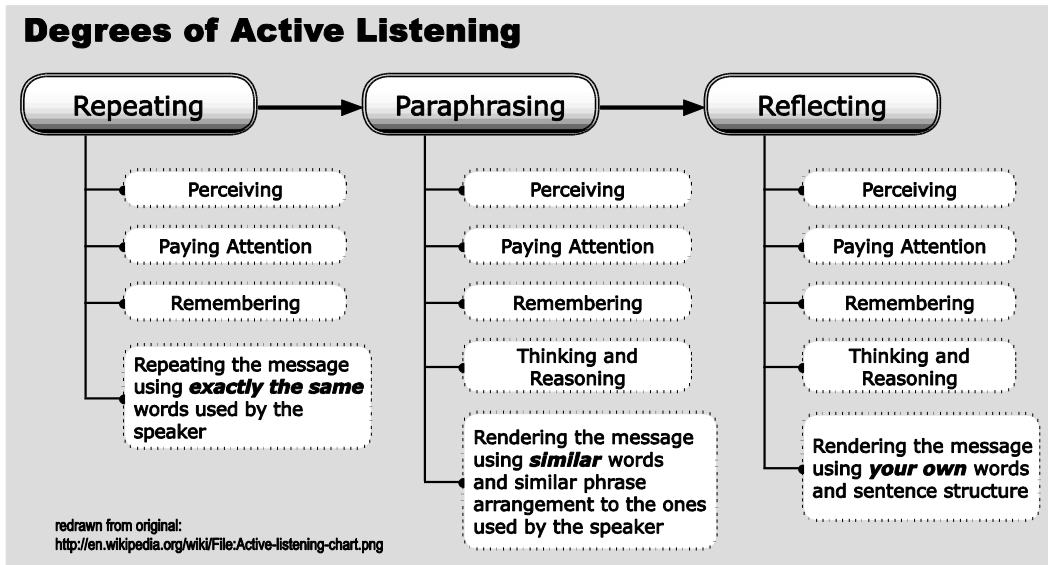 Degrees of Active Listening
Repeating
Perceiving
Paying Attention
Remembering
Repeating the message
using exactly the same
words used by the
speaker
Paraphrasing
Perceiving
Paying Attention
Remembering
Thinking and
Reasoning
Rendering the message
using similar words
and similar phrase
arrangement to the ones
used by the speaker
Reflecting
Perceiving
Paying Attention
Remembering
Thinking and
Reasoning
Rendering the message
using your own words
and sentence structure
redrawn from original:
http://en.wikipedia.org/wiki/File:Active-listening-chart.png